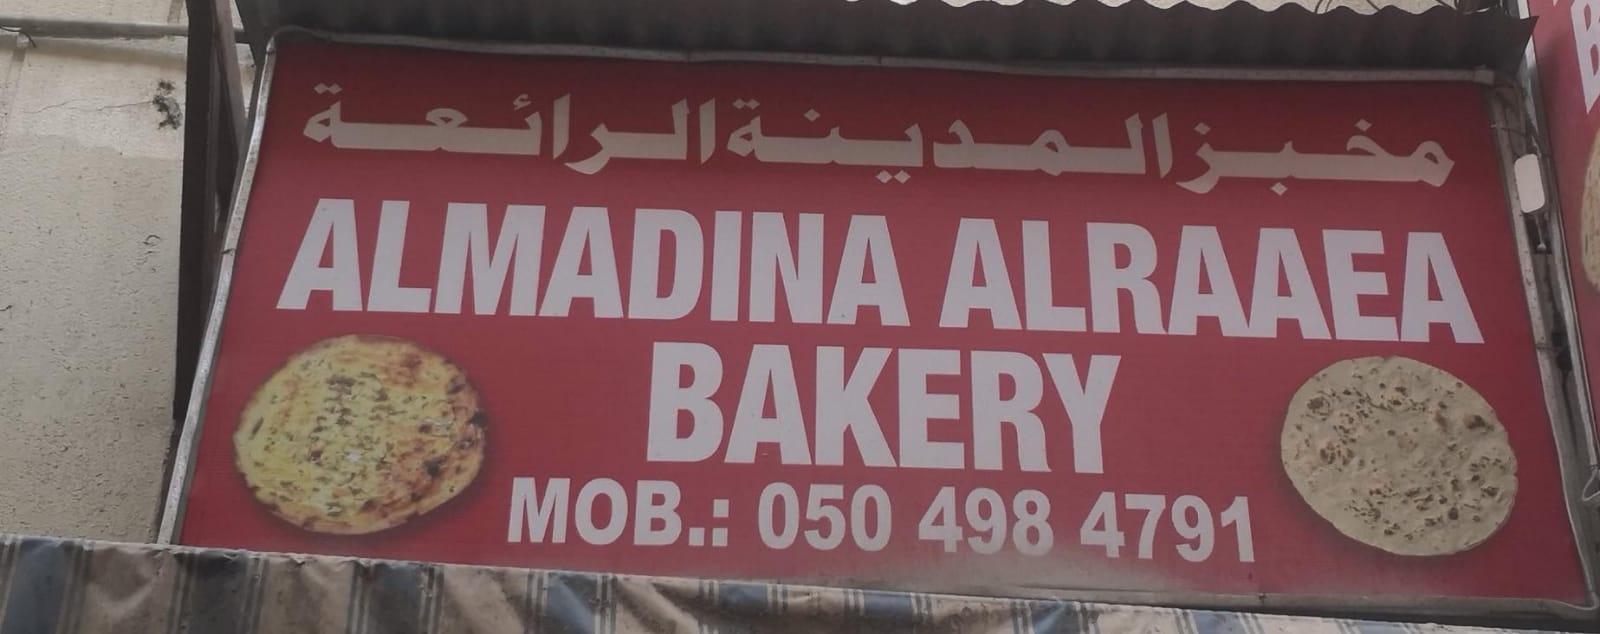 مخبز المدينة الرائعة
ALMADINA ALRAAEA
BAKERY
MOB.: 050 498 4791